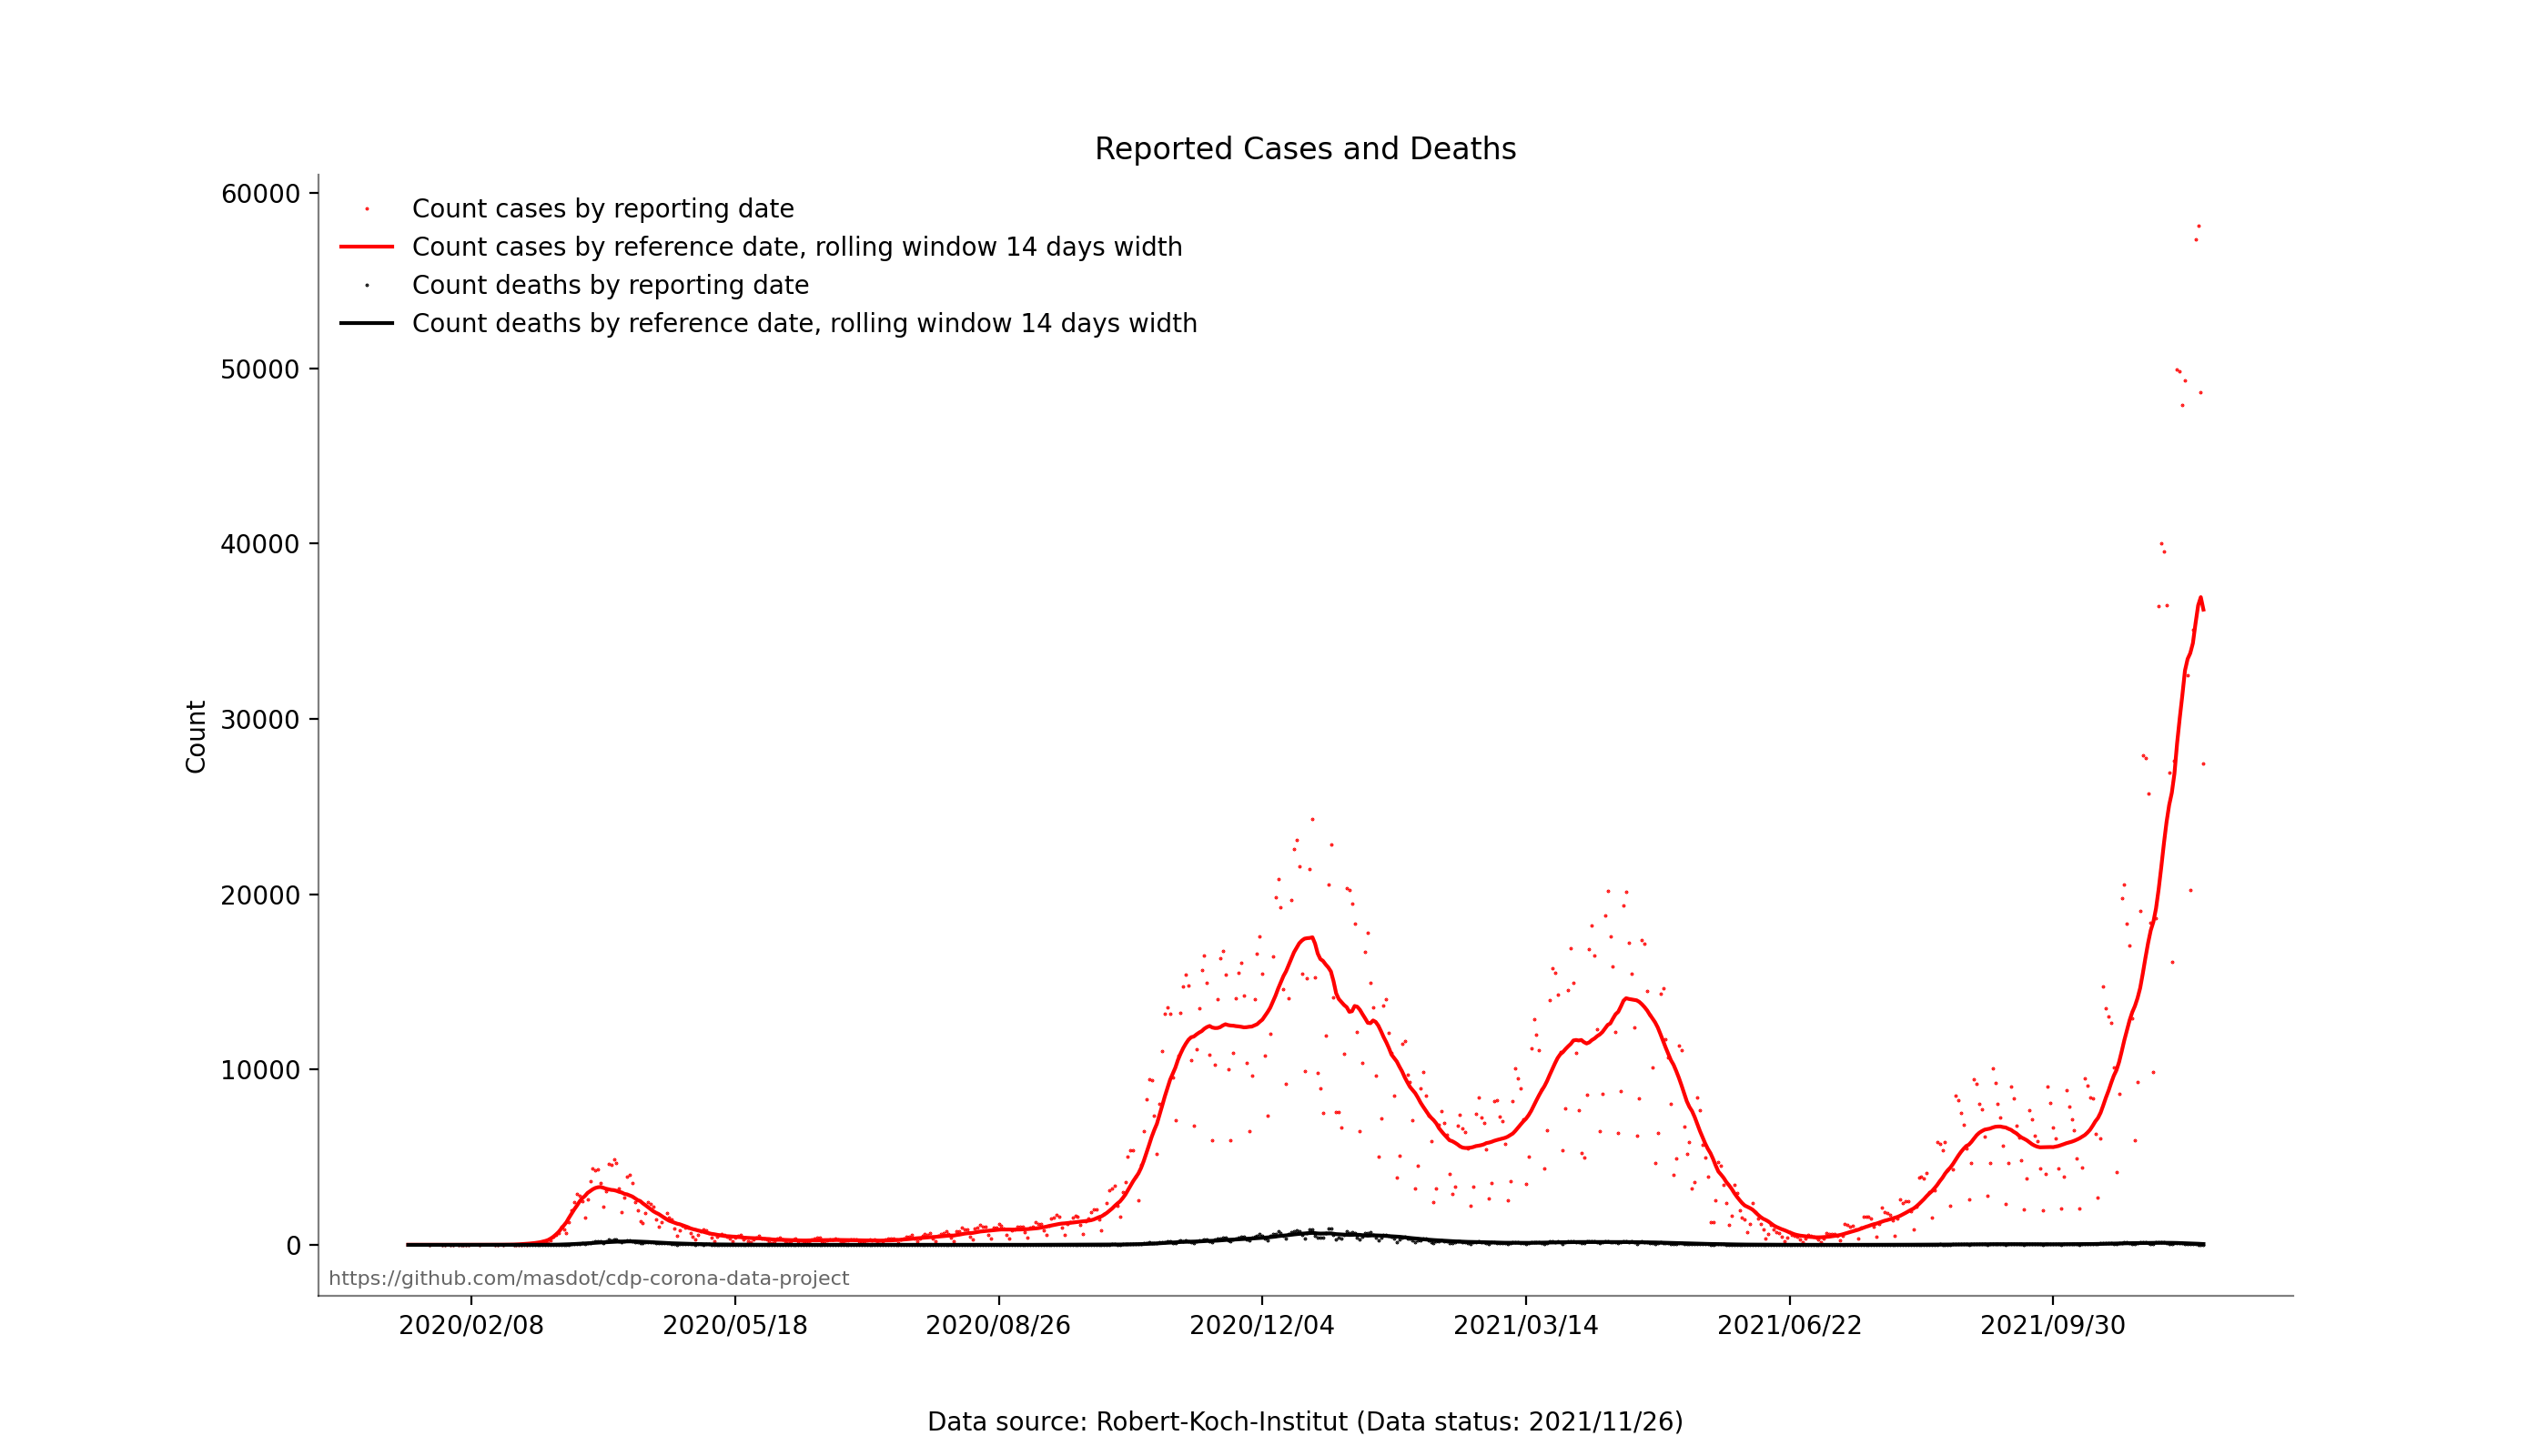 Reported Cases and Deaths
60000
50000
40000
30000
20000
10000
0
Count
Count cases by reporting date
Count cases by reference date, rolling window 14 days width
Count deaths by reporting date
Count deaths by reference date, rolling window 14 days width
https://github.com/masdot/cdp-corona-data-project
2020/02/08 2020/05/18 2020/08/26 2020/12/04 2021/03/14 2021/06/22 2021/09/30
Data source: Robert-Koch-Institut (Data status: 2021/11/26)